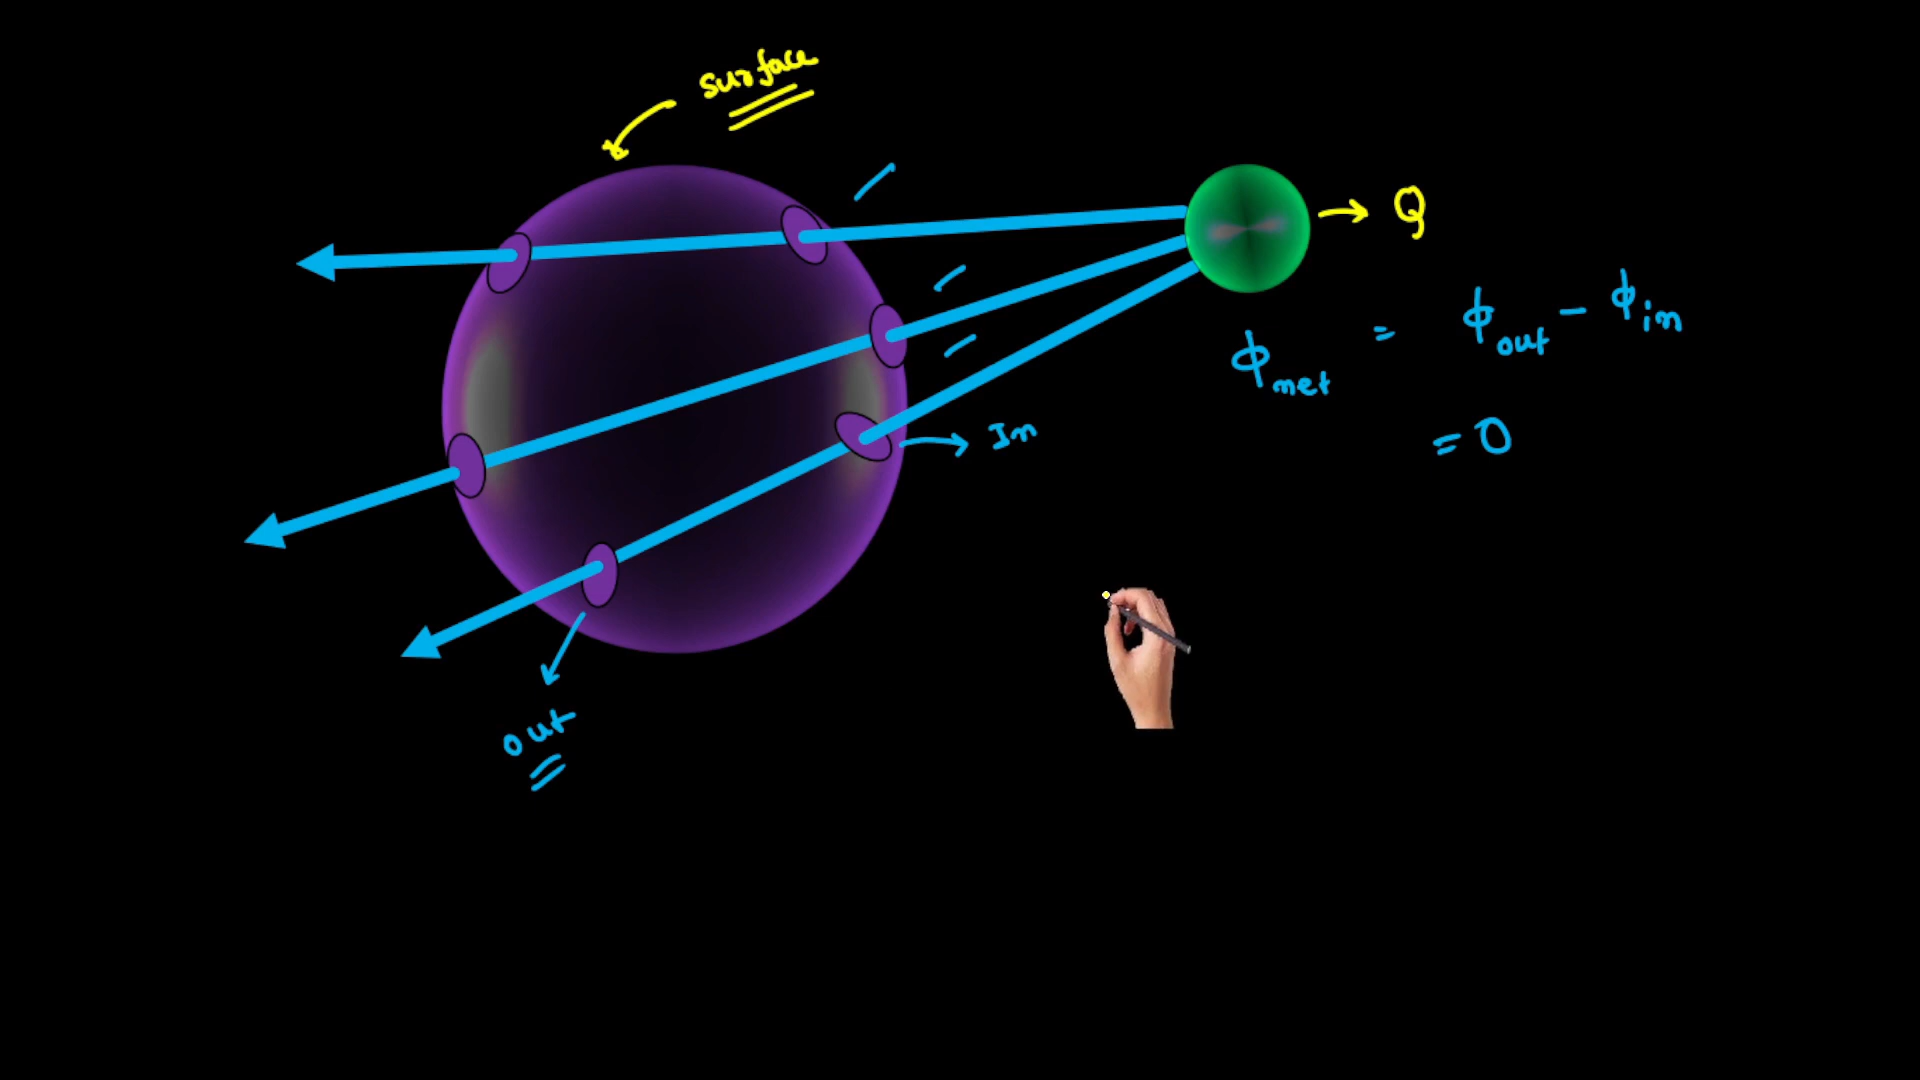 surface
Q
ϕnet = ϕout - ϕin
= 0
In
out